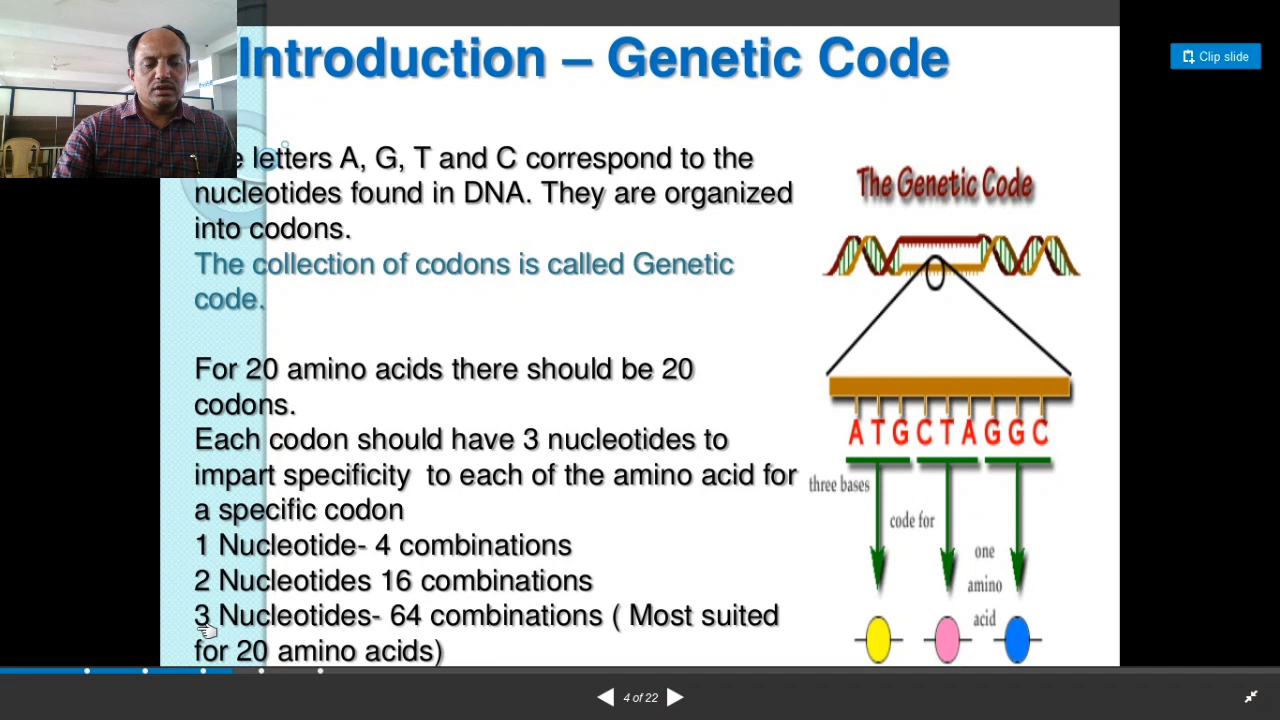 Introduction – Genetic Code
Clip slide
letters A, G, T and C correspond to the
nucleotides found in DNA. They are organized
into codons.
The collection of codons is called Genetic
code.
For 20 amino acids there should be 20
codons.
Each codon should have 3 nucleotides to
impart specificity to each of the amino acid for
a specific codon
1 Nucleotide- 4 combinations
2 Nucleotides 16 combinations
3 Nucleotides- 64 combinations ( Most suited
for 20 amino acids)
The Genetic Code
A T G C T A G G C
three bases
code for
one
amino
acid
4 of 22